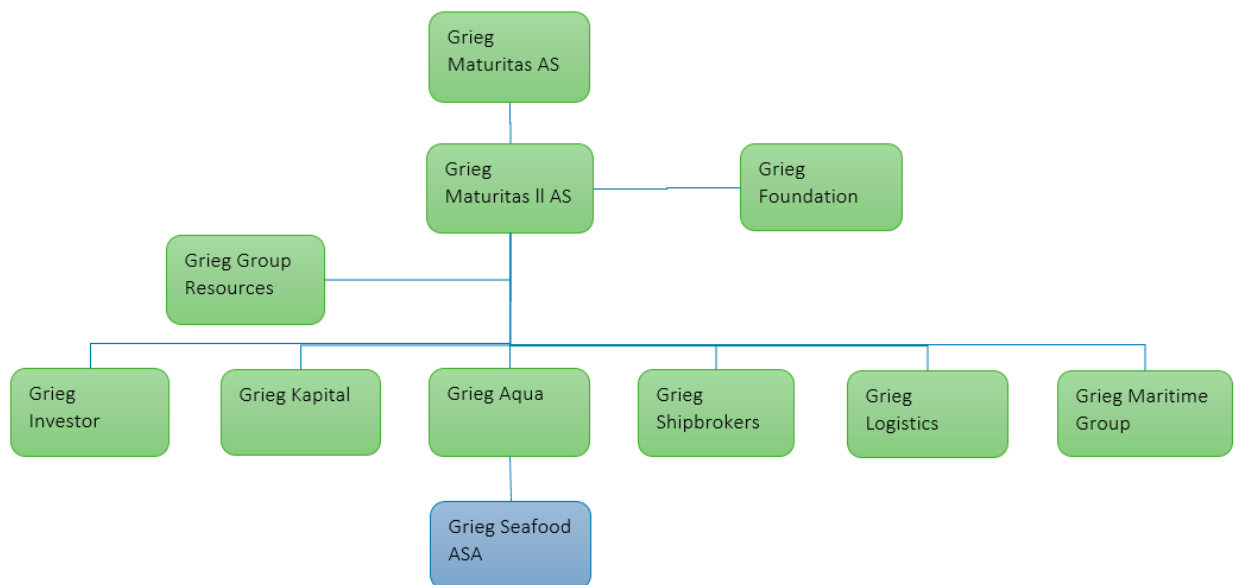 Grieg
Maturitas AS
Grieg
Maturitas ll AS
Grieg
Foundation
Grieg Group
Resources
Grieg
Investor
Grieg Kapital
Grieg Aqua
Grieg
Shipbrokers
Grieg
Logistics
Grieg Maritime
Group
Grieg Seafood
ASA